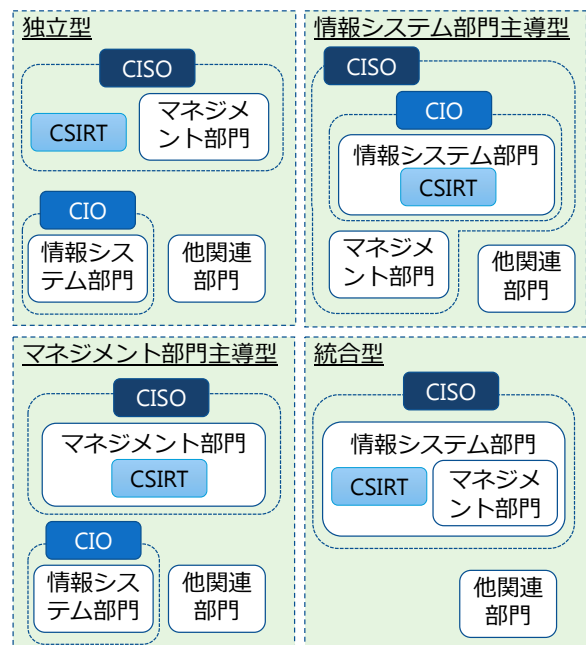 独立型
CISO
CSIRT
マネジメ
ント部門
CIO
情報シス
テム部門
他関連
部門
情報システム部門主導型
CISO
CIO
情報システム部門
CSIRT
マネジメ
ント部門
他関連
部門
マネジメント部門主導型
CISO
マネジメント部門
CSIRT
CIO
情報シス
テム部門
他関連
部門
統合型
CISO
情報システム部門
CSIRT
マネジメ
ント部門
他関連
部門